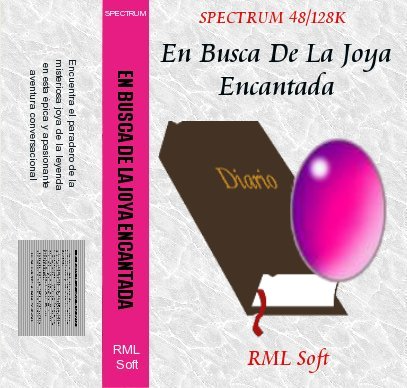 Encuentra el paradero de la
misteriosa joya de la leyenda
en esta épica y apasionante
aventura conversacional
SPECTRUM
EN BUSCA DE LA JOYA ENCANTADA
RML
Soft
SPECTRUM 48/128K
En Busca De La Joya
Encantada
Diario
RML Soft